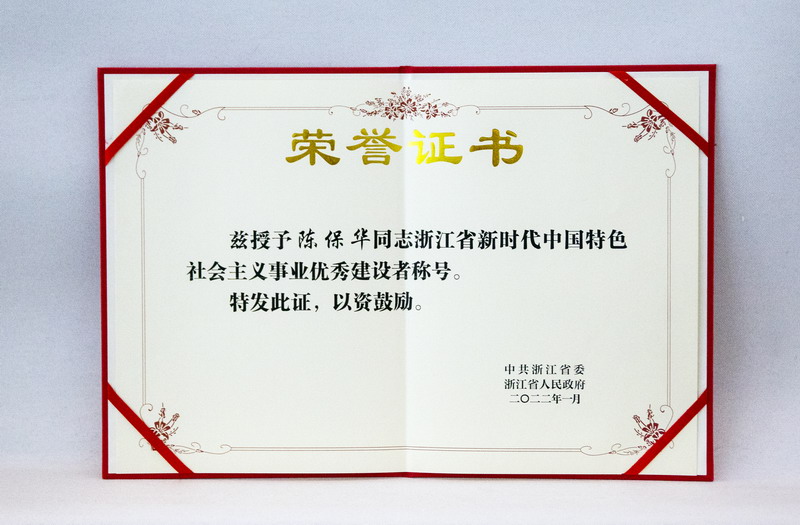 荣誉证书
兹授予陈保华同志浙江省新时代中国特色
社会主义事业优秀建设者称号。
特发此证，以资鼓励。
中共浙江省委
浙江省人民政府
二〇二二年一月